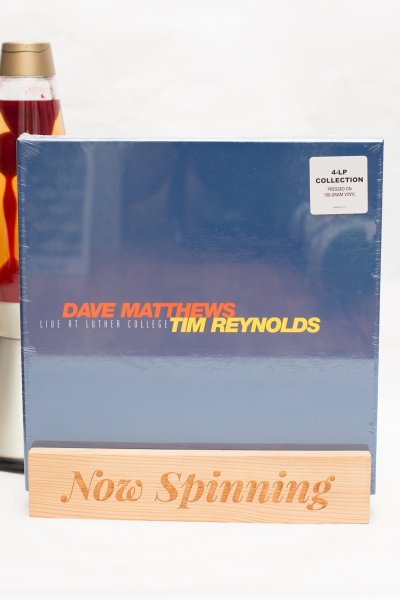 4-LP
COLLECTION
PRESSED ON
180-GRAM VINYL
DAVE MATTHEWS
LIVE AT LUTHER COLLEGE
TIM REYNOLDS
Now Spinning